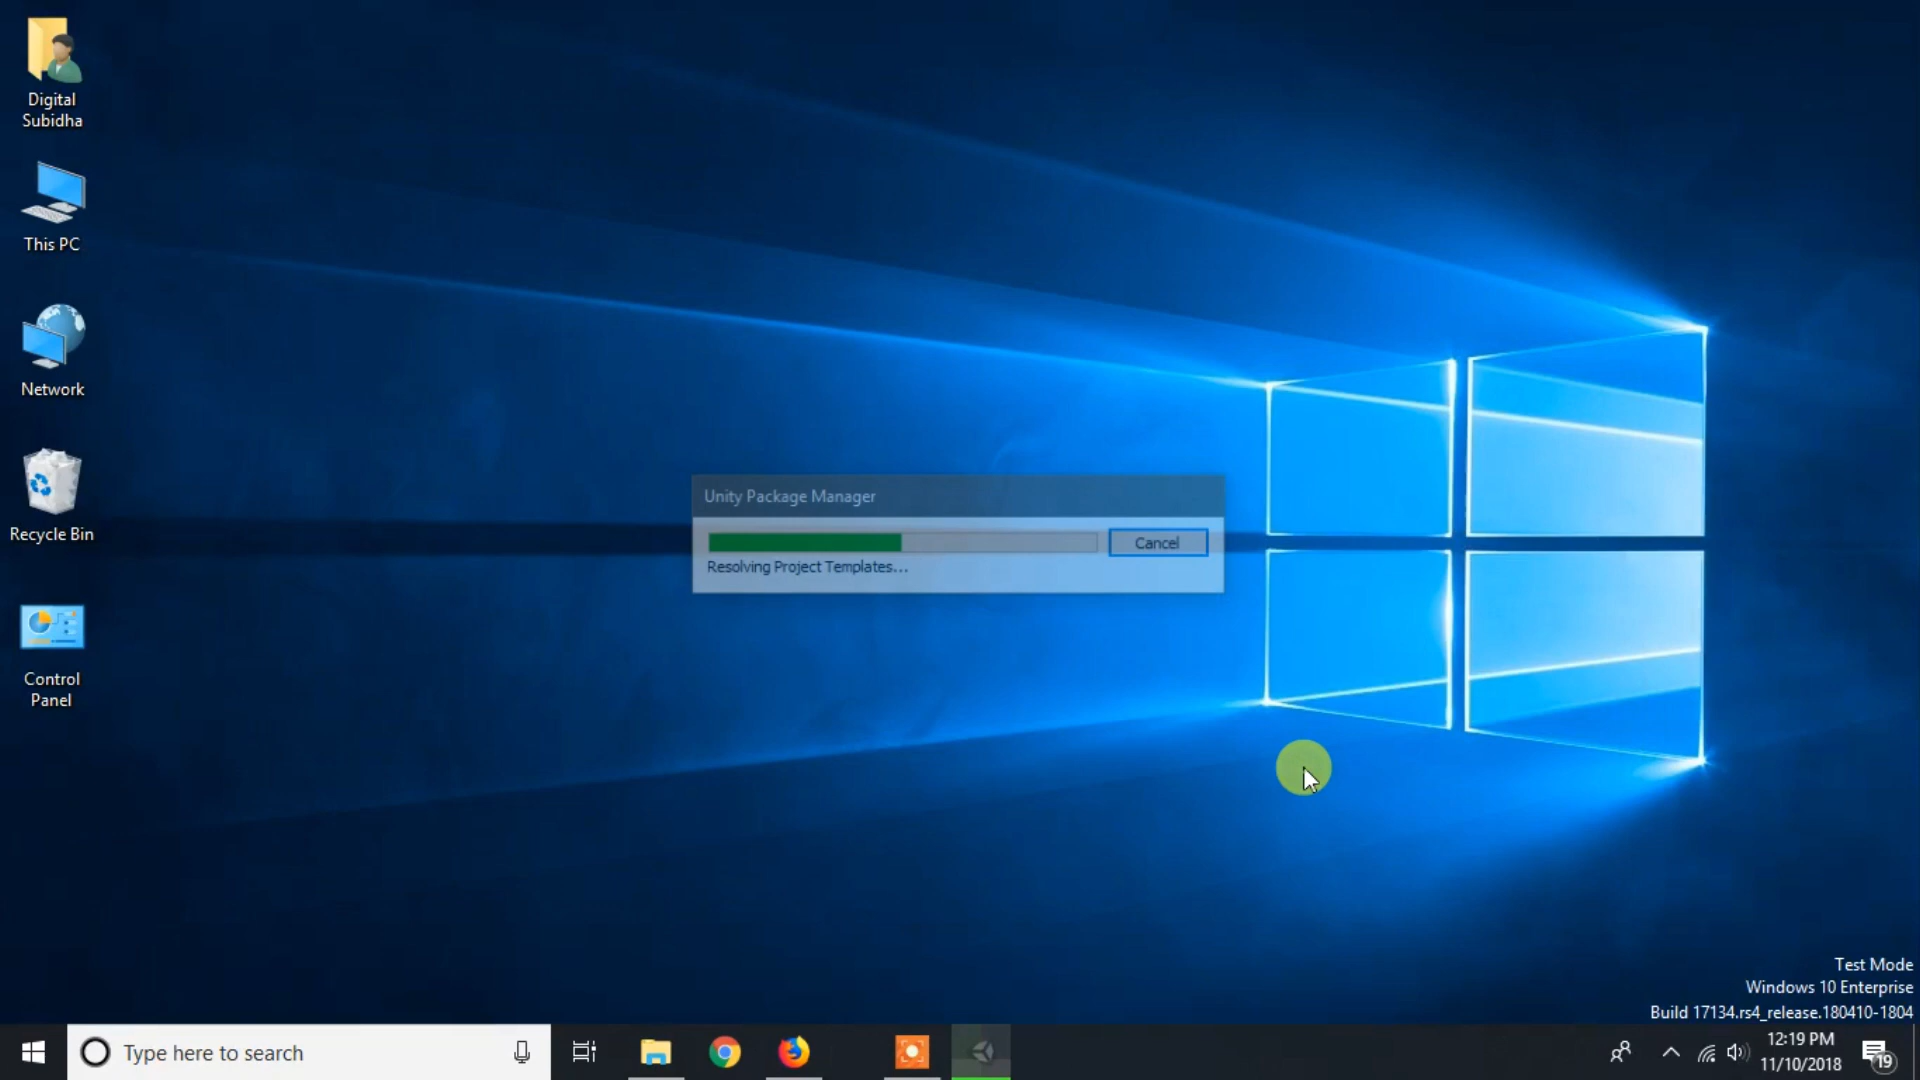 Digital
Subidha
This PC
Network
Recycle Bin
Control
Panel
Unity Package Manager
Cancel
Resolving Project Templates...
Test Mode
Windows 10 Enterprise
Build 17134.rs4_release.180410-1804
Type here to search
12:19 PM
11/10/2018
19